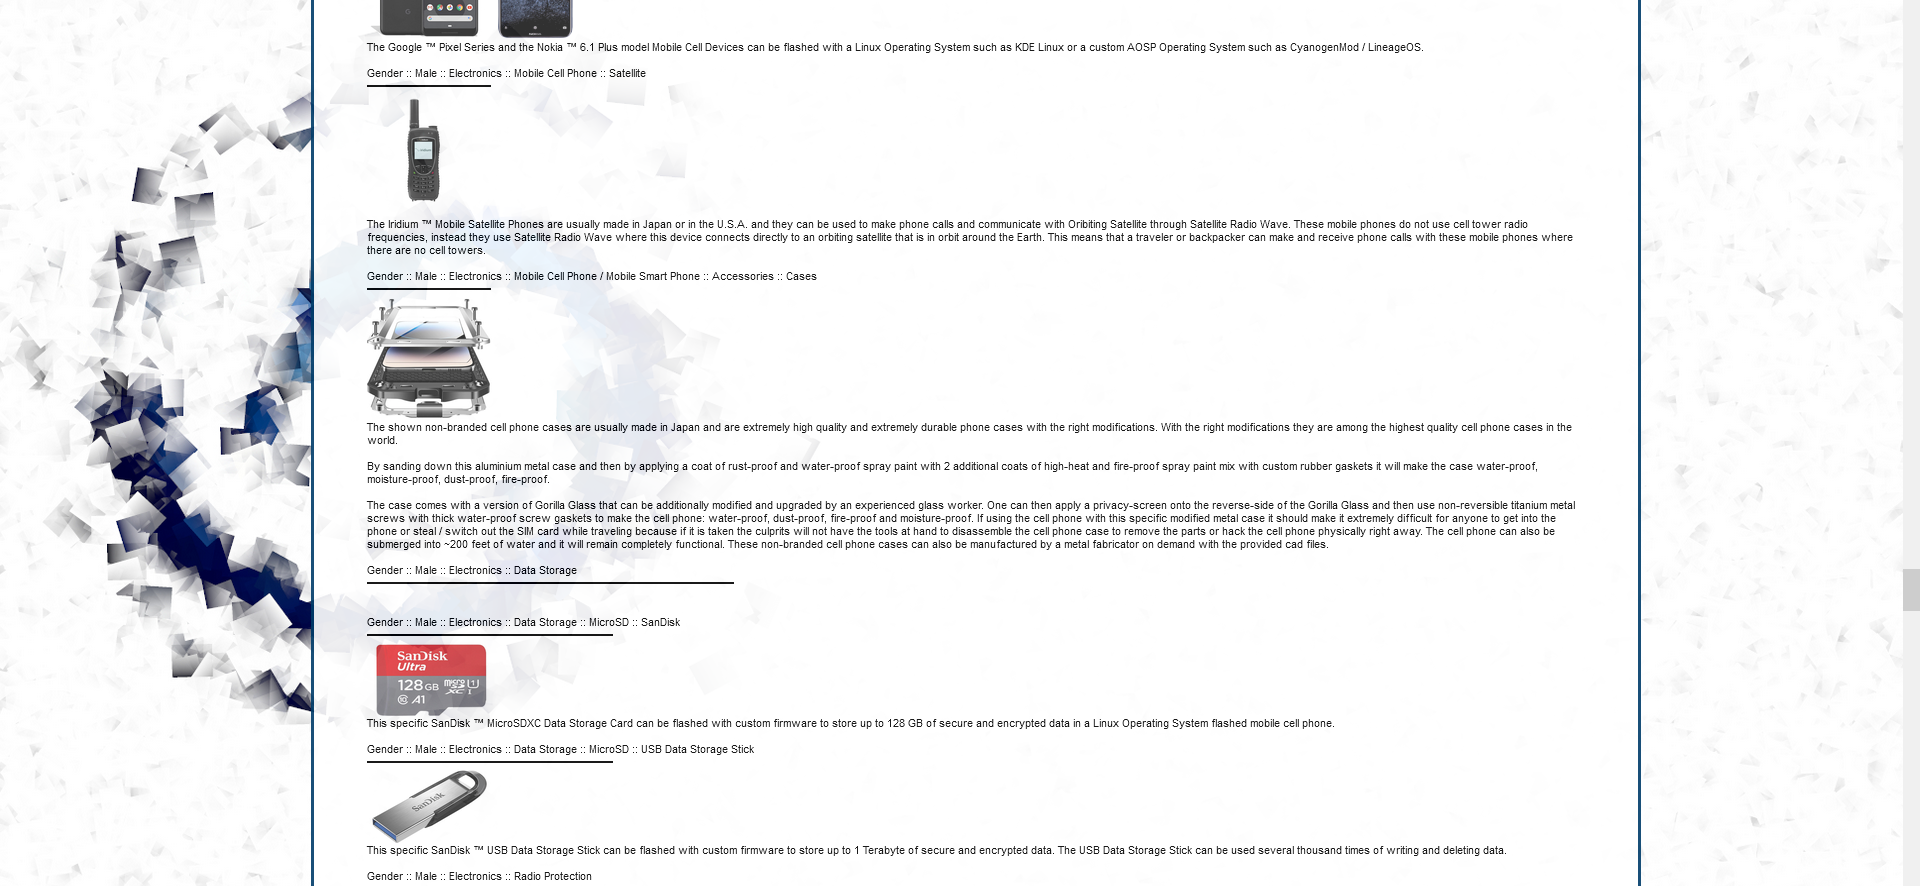 The Google ™ Pixel Series and the Nokia ™ 6.1 Plus model Mobile Cell Devices can be flashed with a Linux Operating System such as KDE Linux or a custom AOSP Operating System such as CyanogenMod / LineageOS.
Gender :: Male :: Electronics :: Mobile Cell Phone :: Satellite
The Iridium ™ Mobile Satellite Phones are usually made in Japan or in the U.S.A. and they can be used to make phone calls and communicate with Oribiting Satellite through Satellite Radio Wave. These mobile phones do not use cell tower radio
frequencies, instead they use Satellite Radio Wave where this device connects directly to an orbiting satellite that is in orbit around the Earth. This means that a traveler or backpacker can make and receive phone calls with these mobile phones where
there are no cell towers.
Gender :: Male :: Electronics :: Mobile Cell Phone / Mobile Smart Phone :: Accessories :: Cases
The shown non-branded cell phone cases are usually made in Japan and are extremely high quality and extremely durable phone cases with the right modifications. With the right modifications they are among the highest quality cell phone cases in the
world.
By sanding down this aluminium metal case and then by applying a coat of rust-proof and water-proof spray paint with 2 additional coats of high-heat and fire-proof spray paint mix with custom rubber gaskets it will make the case water-proof,
moisture-proof, dust-proof, fire-proof.
The case comes with a version of Gorilla Glass that can be additionally modified and upgraded by an experienced glass worker. One can then apply a privacy-screen onto the reverse-side of the Gorilla Glass and then use non-reversible titanium metal
screws with thick water-proof screw gaskets to make the cell phone: water-proof, dust-proof, fire-proof and moisture-proof. If using the cell phone with this specific modified metal case it should make it extremely difficult for anyone to get into the
phone or steal / switch out the SIM card while traveling because if it is taken the culprits will not have the tools at hand to disassemble the cell phone case to remove the parts or hack the cell phone physically right away. The cell phone can also be
submerged into ~200 feet of water and it will remain completely functional. These non-branded cell phone cases can also be manufactured by a metal fabricator on demand with the provided cad files.
Gender :: Male :: Electronics :: Data Storage
Gender :: Male :: Electronics :: Data Storage :: MicroSD :: SanDisk
SanDisk
Ultra
128 GB micro SD XC I U1
C10 A1
This specific SanDisk ™ MicroSDXC Data Storage Card can be flashed with custom firmware to store up to 128 GB of secure and encrypted data in a Linux Operating System flashed mobile cell phone.
Gender :: Male :: Electronics :: Data Storage :: MicroSD :: USB Data Storage Stick
SanDisk
This specific SanDisk ™ USB Data Storage Stick can be flashed with custom firmware to store up to 1 Terabyte of secure and encrypted data. The USB Data Storage Stick can be used several thousand times of writing and deleting data.
Gender :: Male :: Electronics :: Radio Protection